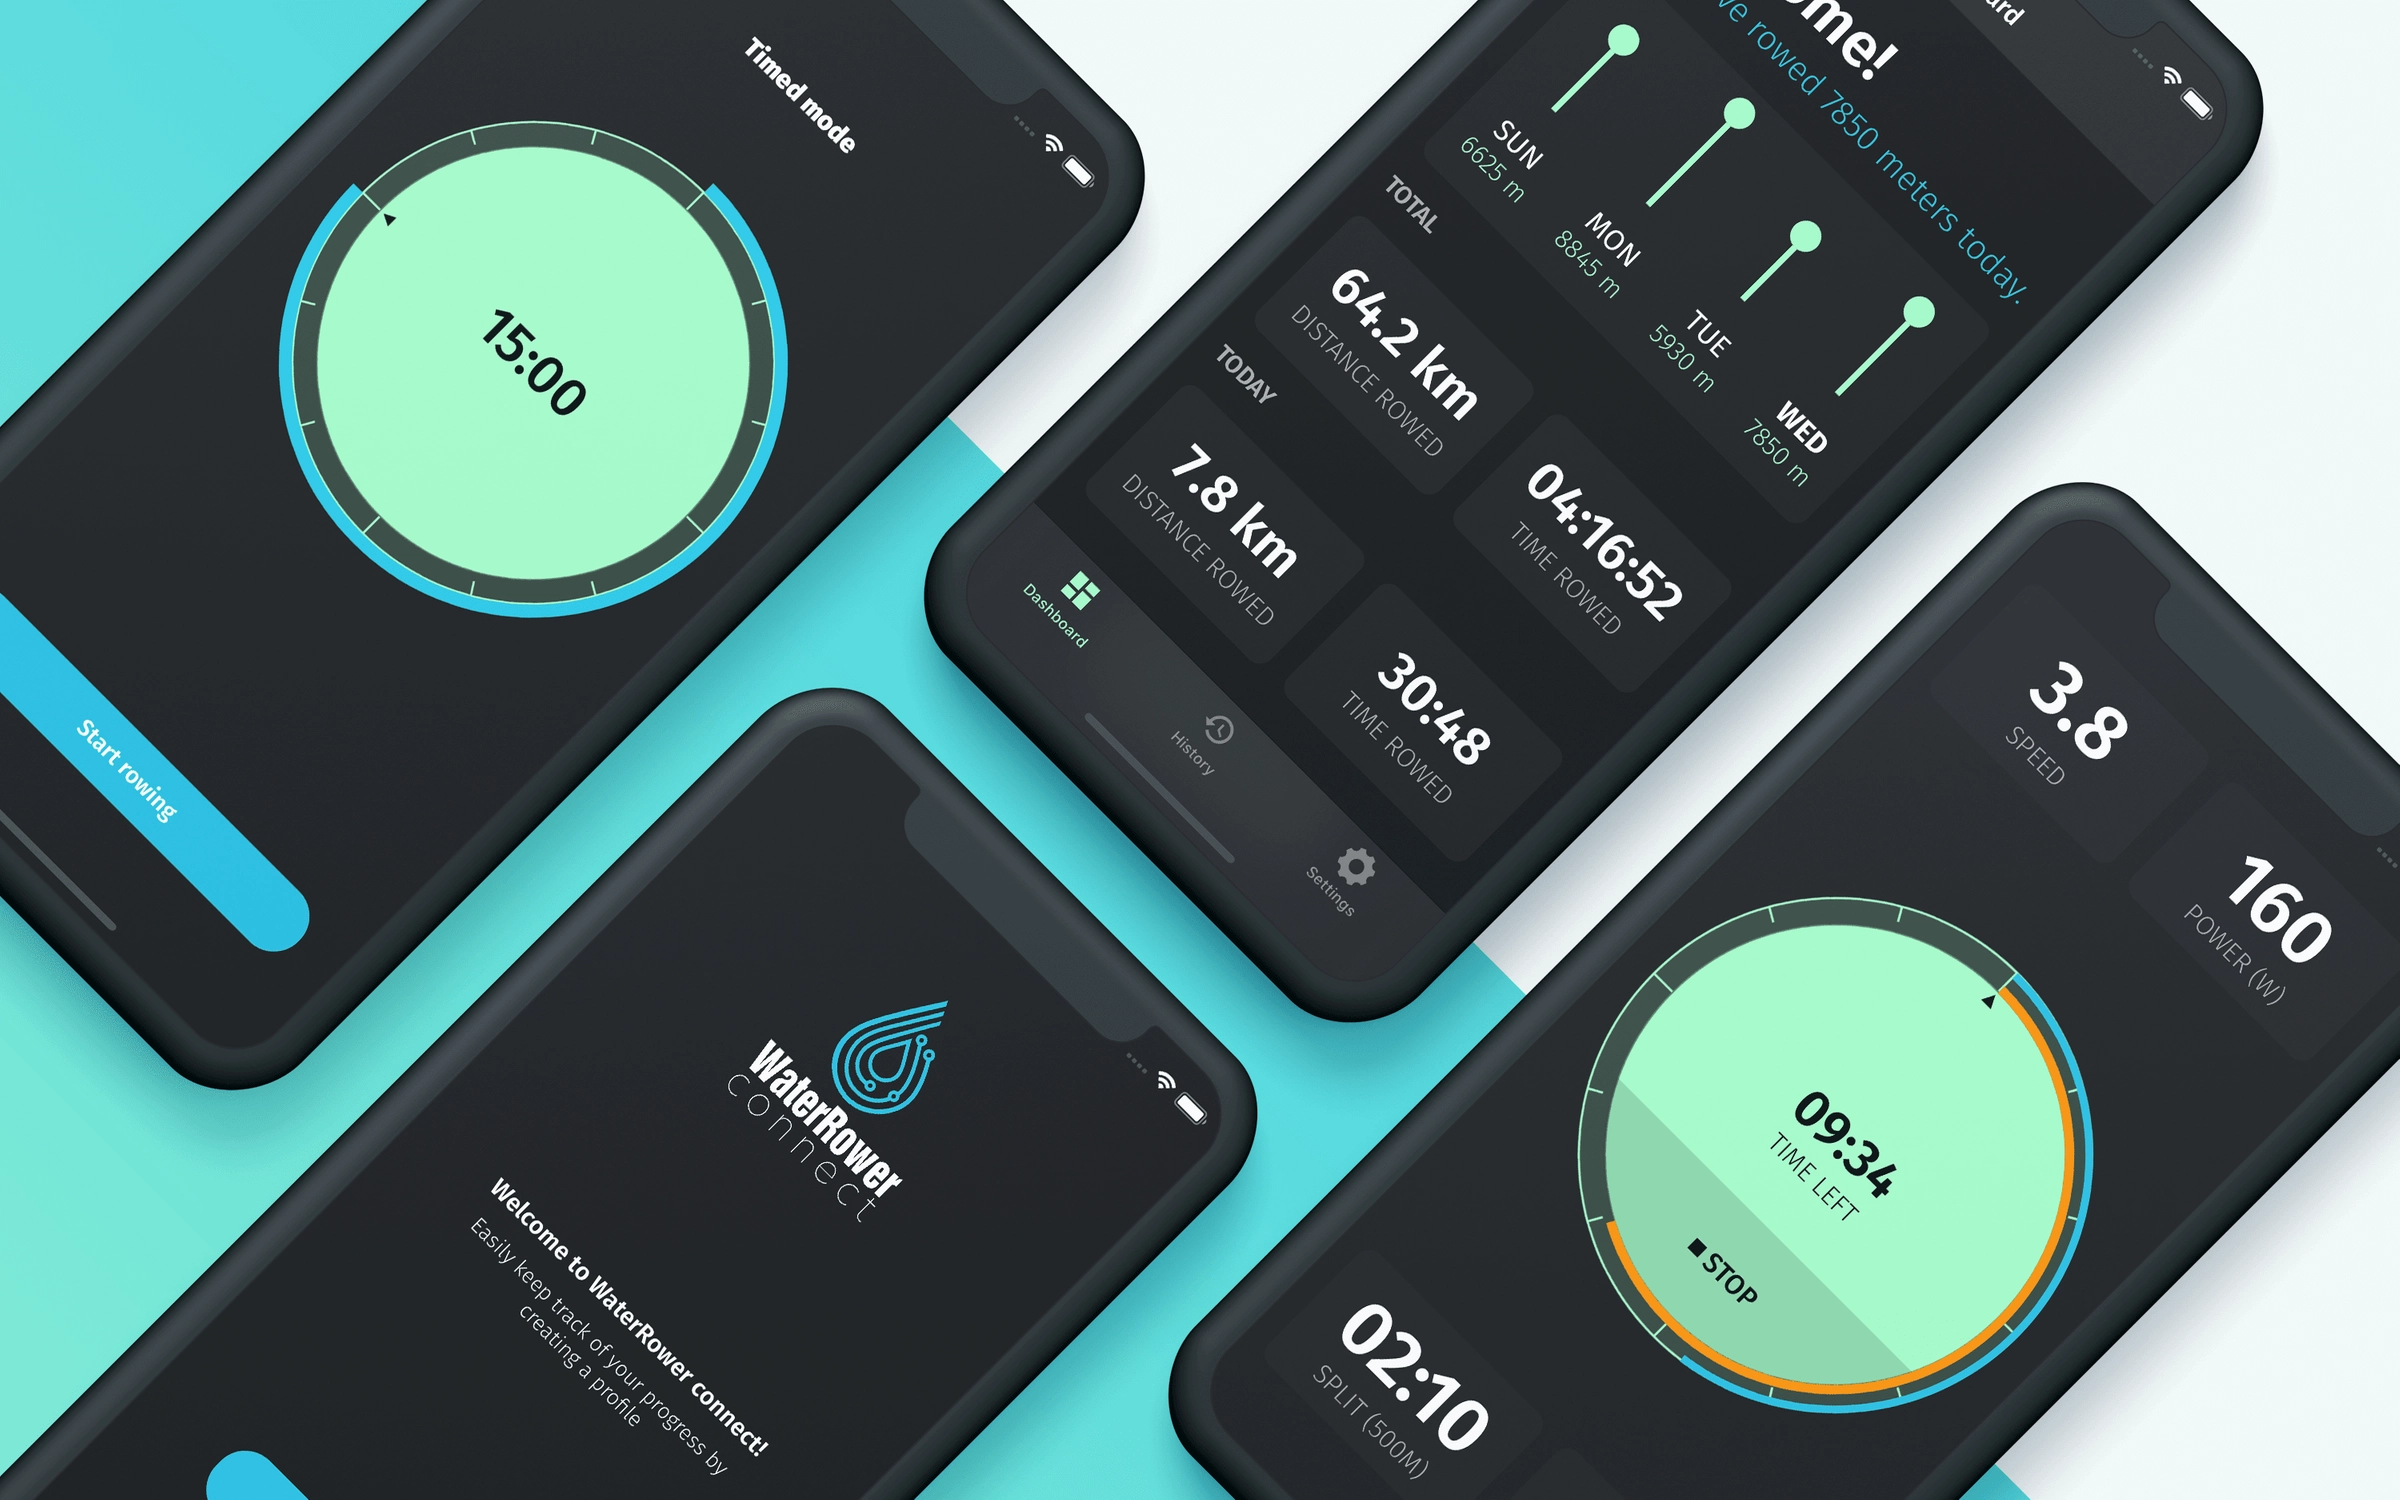 Timed mode
15:00
Start rowing
rowed 7850 meters today.
SUN
6625 m
MON
8845 m
TUE
5930 m
WED
7850 m
TOTAL
64.2 km
DISTANCE ROWED
04:16:52
TIME ROWED
TODAY
7.8 km
DISTANCE ROWED
30:48
TIME ROWED
Dashboard
History
Settings
WaterRower
connect
Welcome to WaterRower connect!
Easily keep track of your progress by
creating a profile
3.8
SPEED
160
POWER (W)
09:34
TIME LEFT
STOP
02:10
SPLIT (500M)